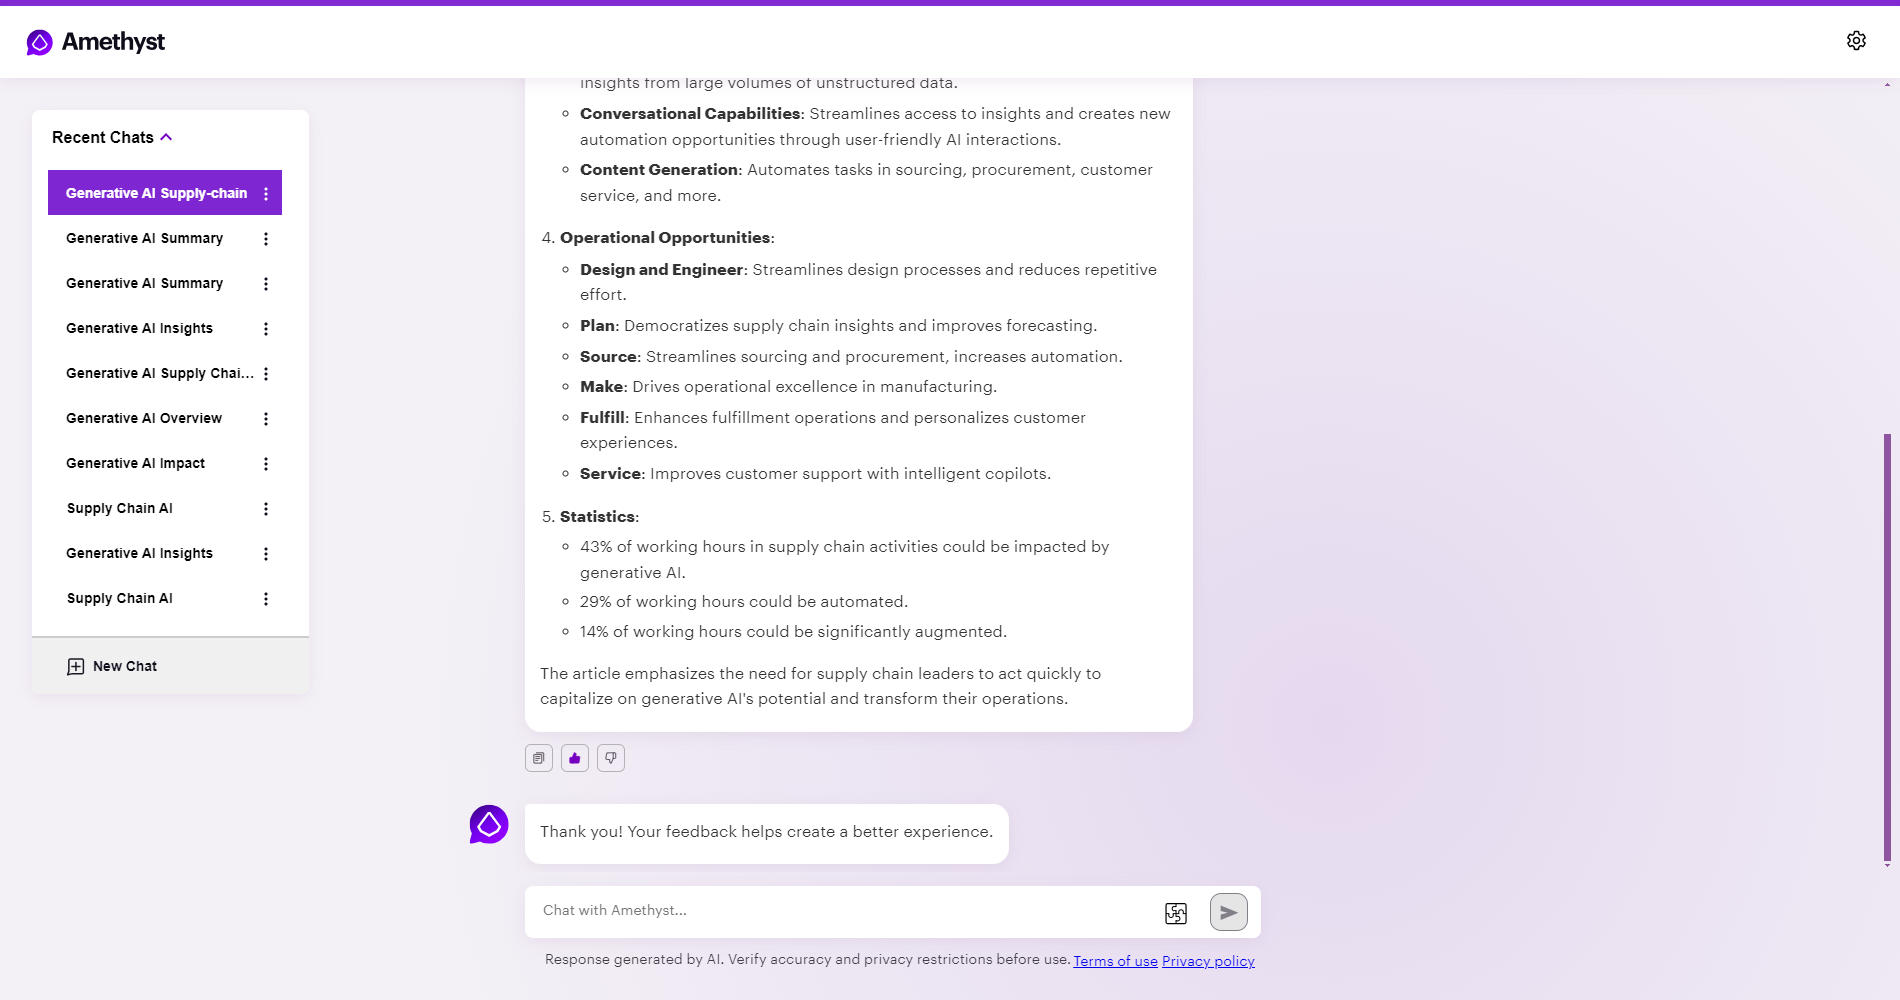 Amethyst
Recent Chats
Generative AI Supply-chain
Generative AI Summary
Generative AI Summary
Generative AI Insights
Generative AI Supply Chai...
Generative AI Overview
Generative AI Impact
Supply Chain AI
Generative AI Insights
Supply Chain AI
New Chat
insights from large volumes of unstructured data.
Conversational Capabilities: Streamlines access to insights and creates new
automation opportunities through user-friendly AI interactions.
Content Generation: Automates tasks in sourcing, procurement, customer
service, and more.
4. Operational Opportunities:
Design and Engineer: Streamlines design processes and reduces repetitive
effort.
Plan: Democratizes supply chain insights and improves forecasting.
Source: Streamlines sourcing and procurement, increases automation.
Make: Drives operational excellence in manufacturing.
Fulfill: Enhances fulfillment operations and personalizes customer
experiences.
Service: Improves customer support with intelligent copilots.
5. Statistics:
43% of working hours in supply chain activities could be impacted by
generative AI.
29% of working hours could be automated.
14% of working hours could be significantly augmented.
The article emphasizes the need for supply chain leaders to act quickly to
capitalize on generative AI's potential and transform their operations.
Thank you! Your feedback helps create a better experience.
Chat with Amethyst...
Response generated by AI. Verify accuracy and privacy restrictions before use. Terms of use Privacy policy